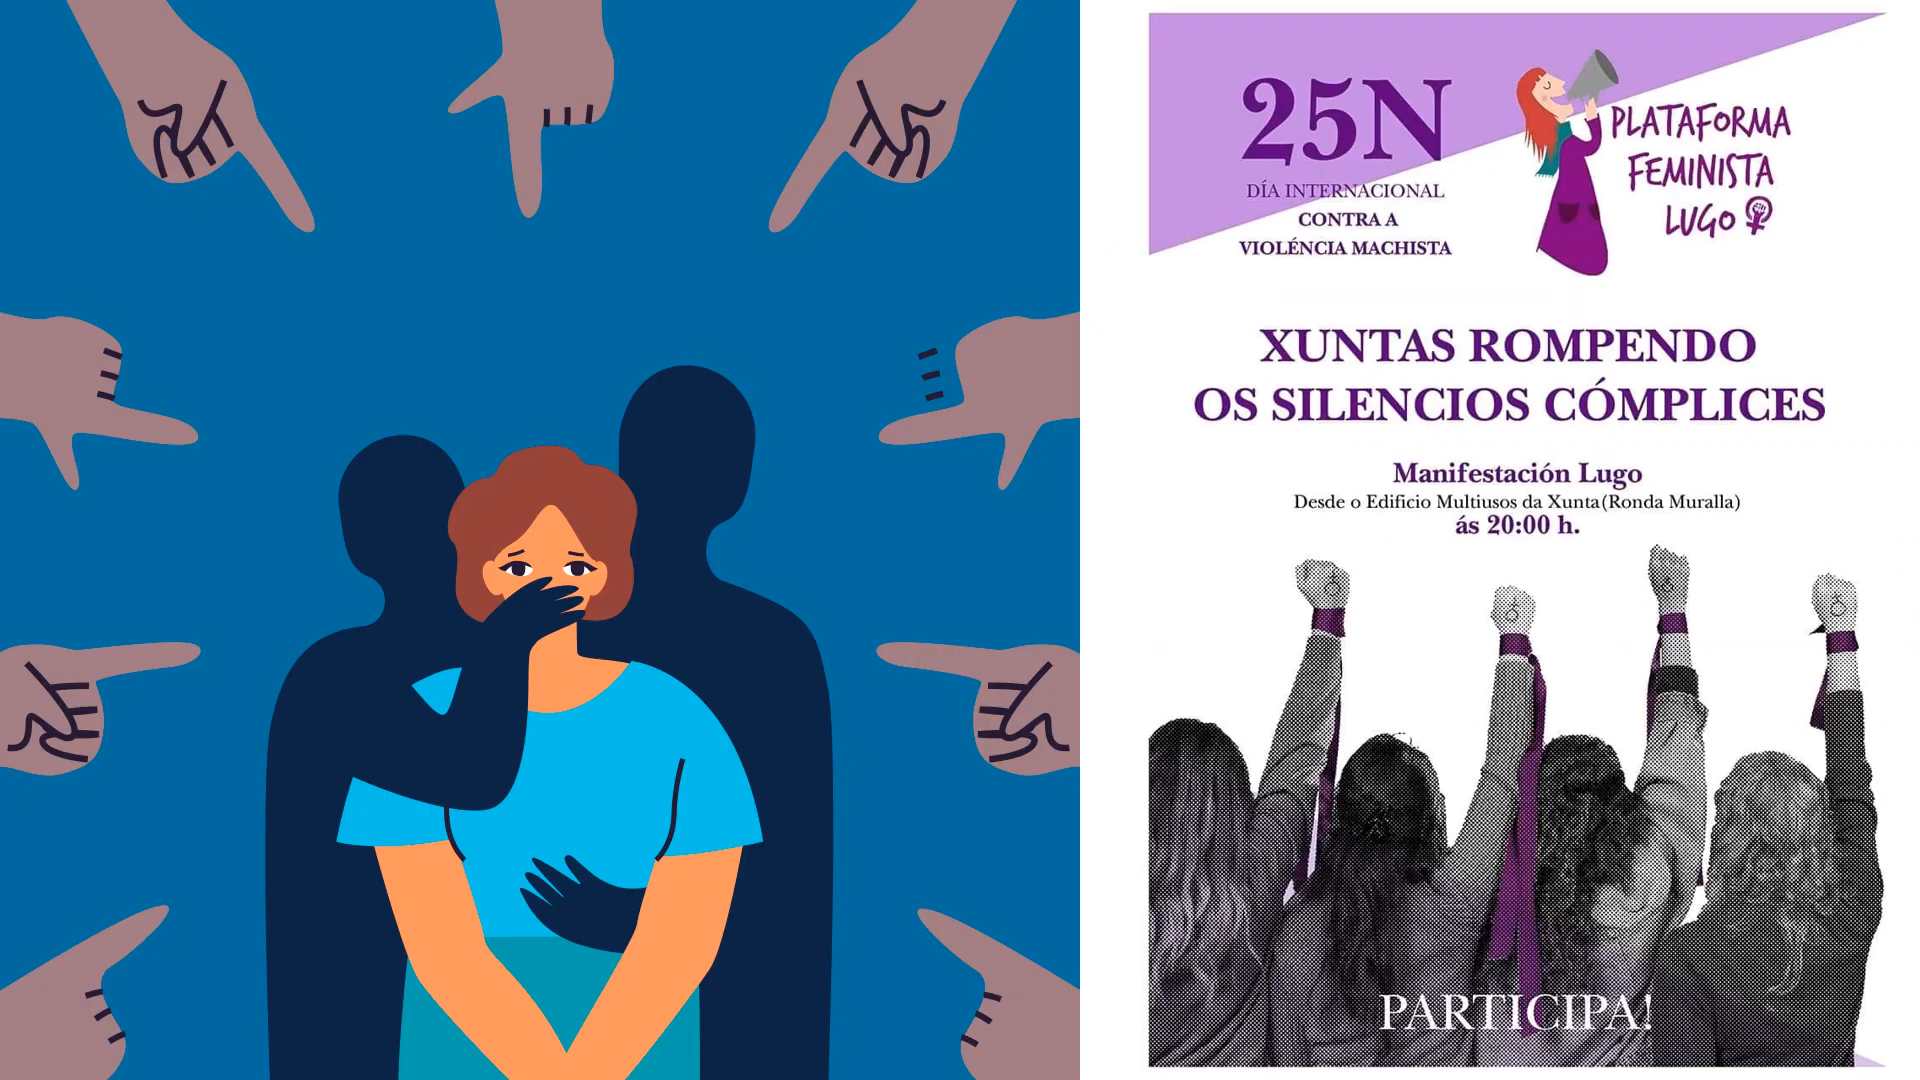 25N
DÍA INTERNACIONAL
CONTRA A
VIOLÉNCIA MACHISTA
PLATAFORMA
FEMINISTA
LUGO
XUNTAS ROMPENDO
OS SILENCIOS CÓMPLICES
Manifestación Lugo
Desde o Edificio Multiusos da Xunta(Ronda Muralla)
ás 20:00 h.
PARTICIPA!